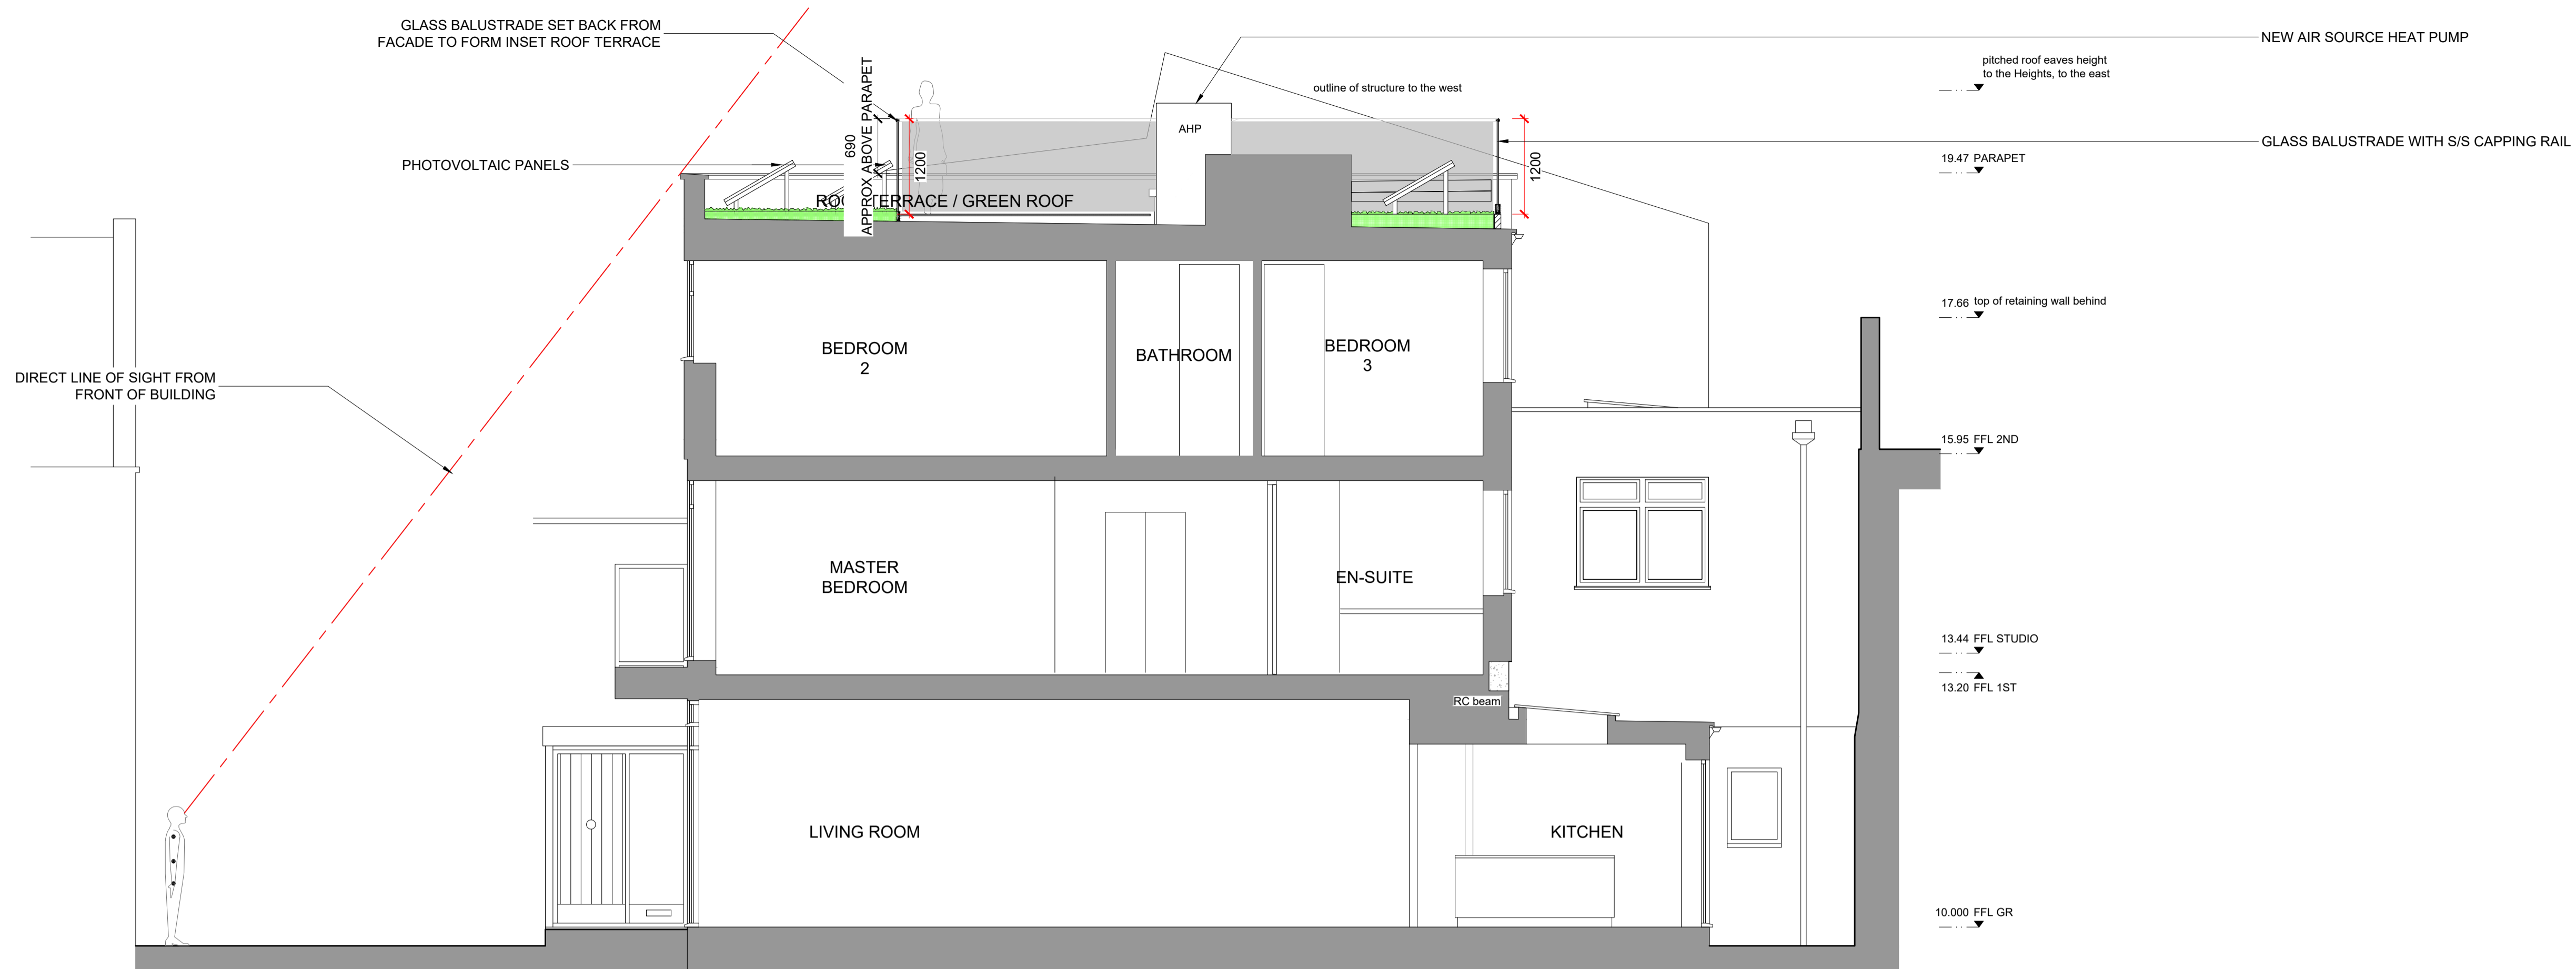 GLASS BALUSTRADE SET BACK FROM
FACADE TO FORM INSET ROOF TERRACE
NEW AIR SOURCE HEAT PUMP
pitched roof eaves height
to the Heights, to the east
outline of structure to the west
AHP
690
APPROX ABOVE PARAPET
1200
1200
GLASS BALUSTRADE WITH S/S CAPPING RAIL
PHOTOVOLTAIC PANELS
19.47 PARAPET
ROOF TERRACE / GREEN ROOF
17.66 top of retaining wall behind
BEDROOM
2
BATHROOM
BEDROOM
3
DIRECT LINE OF SIGHT FROM
FRONT OF BUILDING
15.95 FFL 2ND
MASTER
BEDROOM
EN-SUITE
13.44 FFL STUDIO
13.20 FFL 1ST
RC beam
LIVING ROOM
KITCHEN
10.000 FFL GR